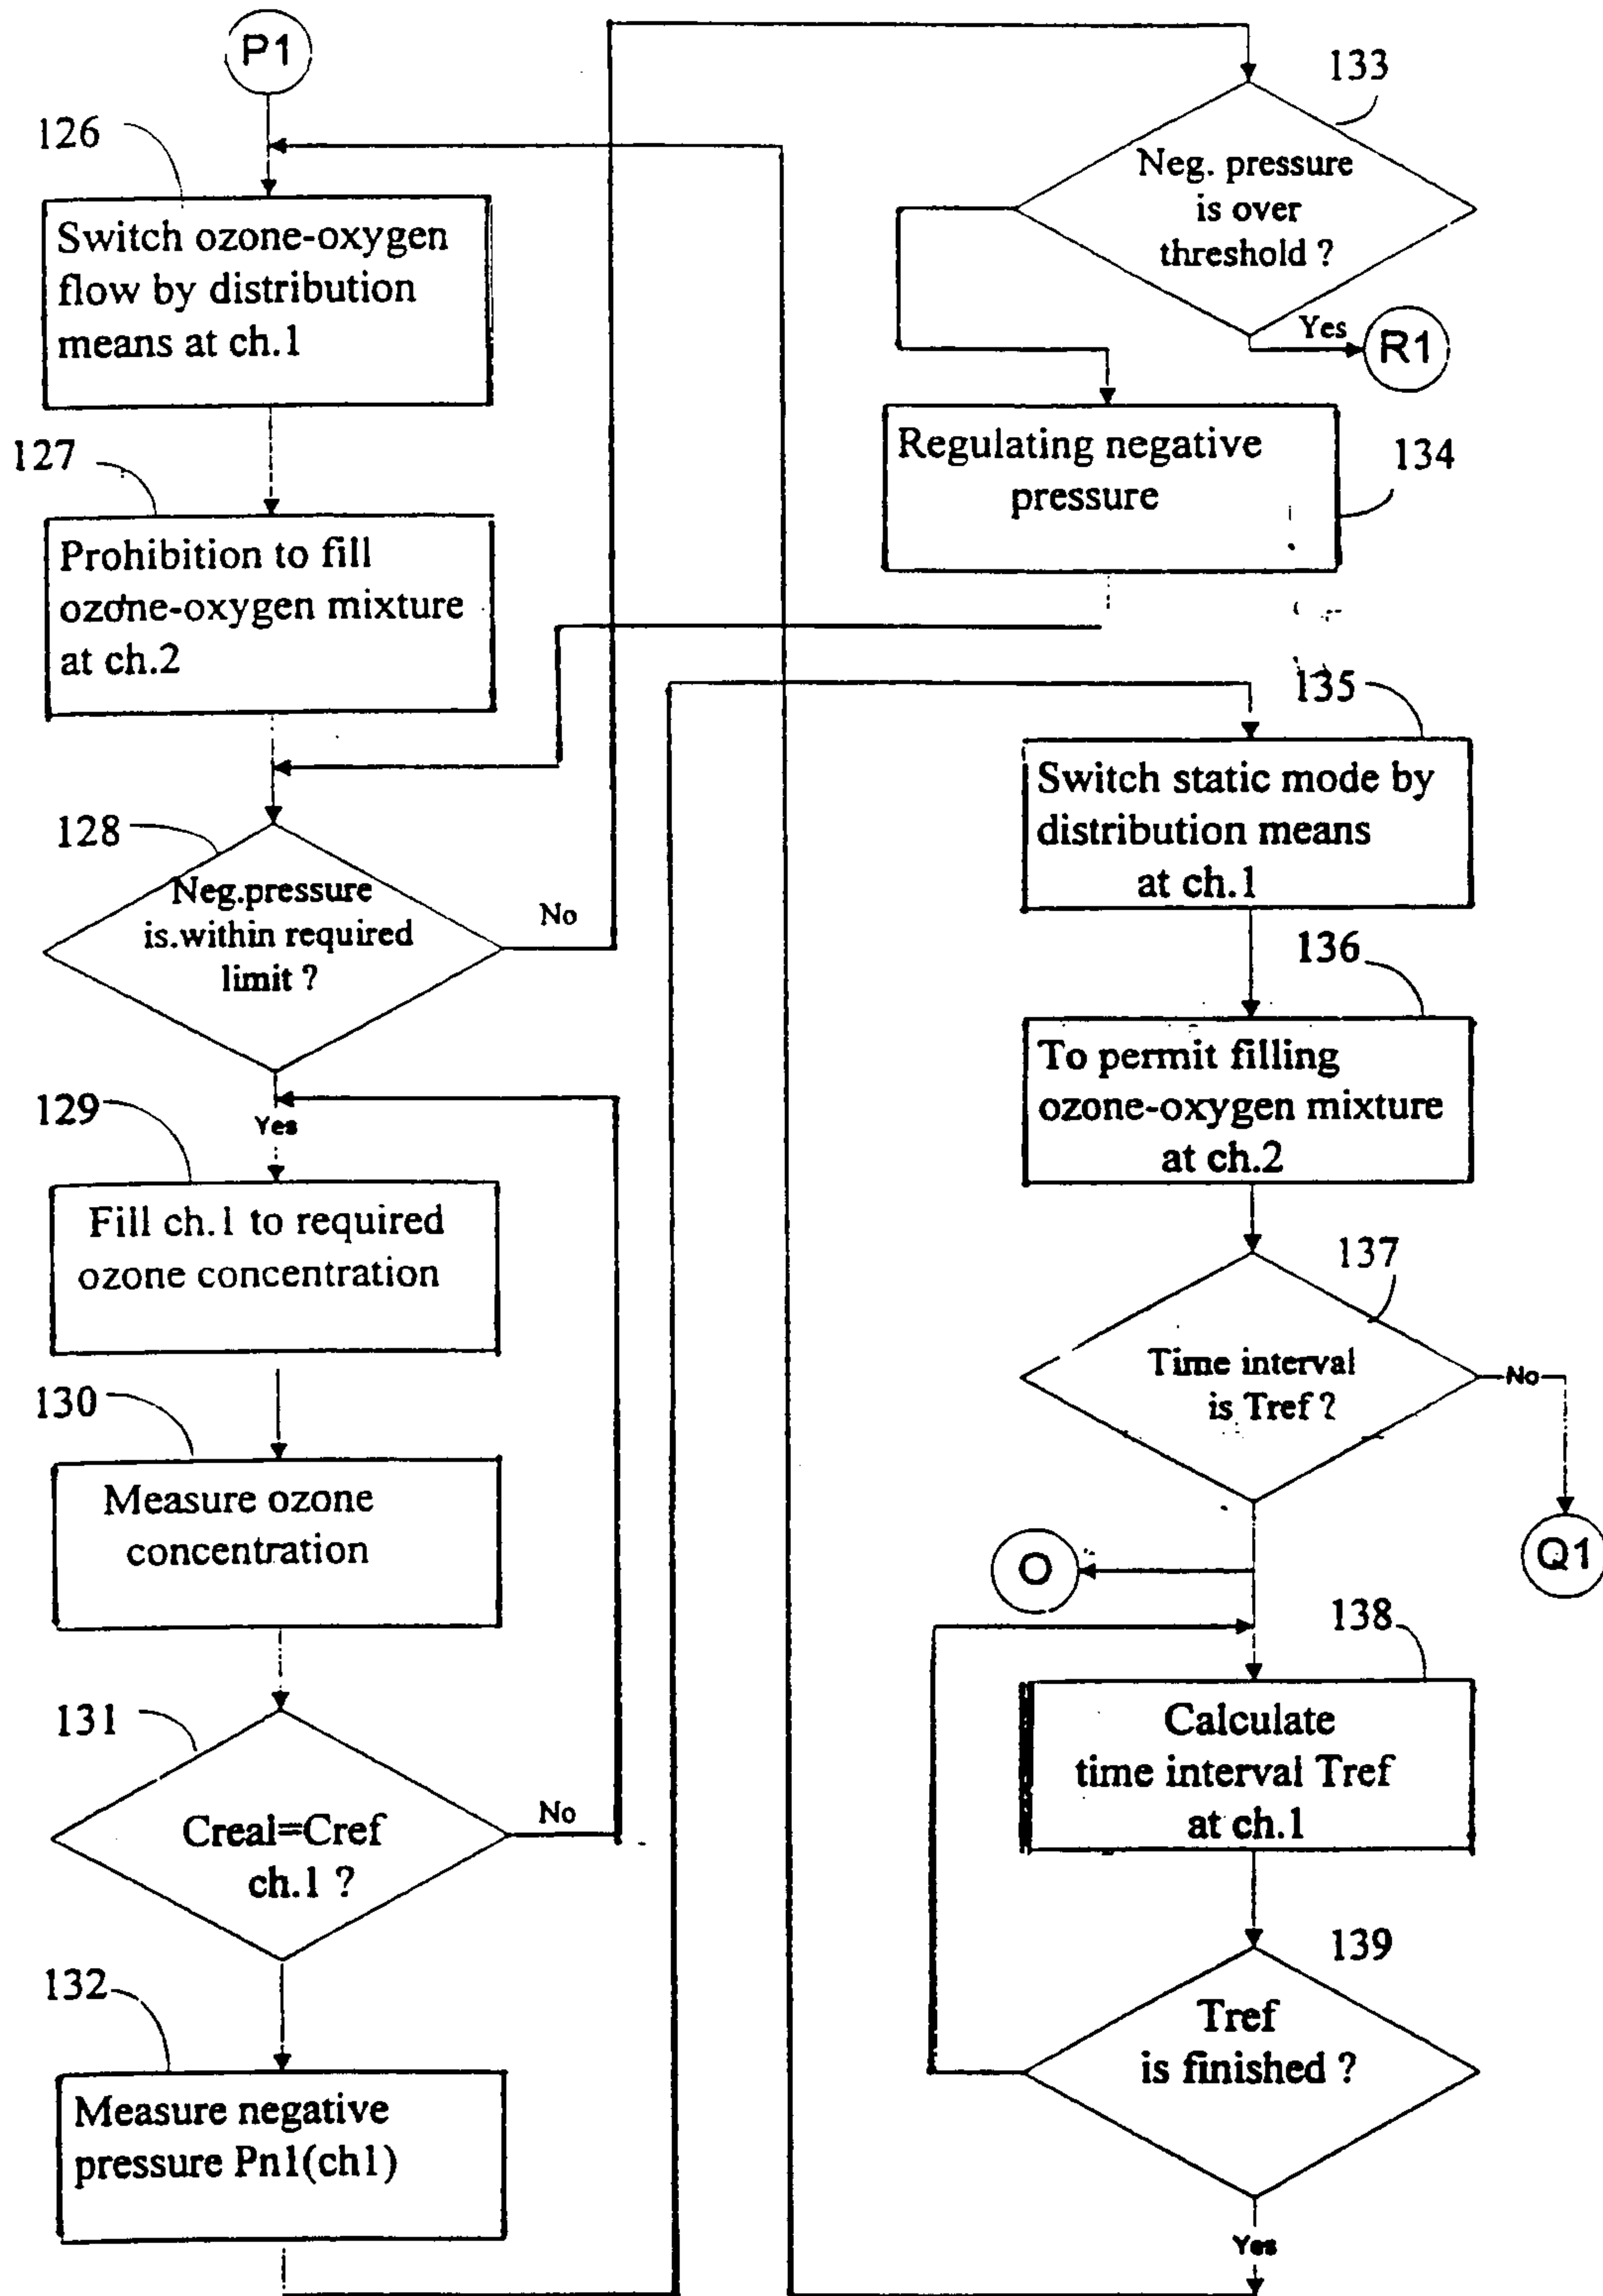 P1
126
Switch ozone-oxygen
flow by distribution
means at ch.1
127
Prohibition to fill
ozone-oxygen mixture
at ch.2
128
Neg.pressure
is.within required
limit ?
No
Yes
129
Fill ch.1 to required
ozone concentration
130
Measure ozone
concentration
131
Creal=Cref
ch.1 ?
No
132
Measure negative
pressure Pn1(ch1)
133
Neg. pressure
is over
threshold ?
Yes
R1
Regulating negative
pressure
134
135
Switch static mode by
distribution means
at ch.1
136
To permit filling
ozone-oxygen mixture
at ch.2
137
Time interval
is Tref ?
No
Q1
O
138
Calculate
time interval Tref
at ch.1
139
Tref
is finished ?
Yes